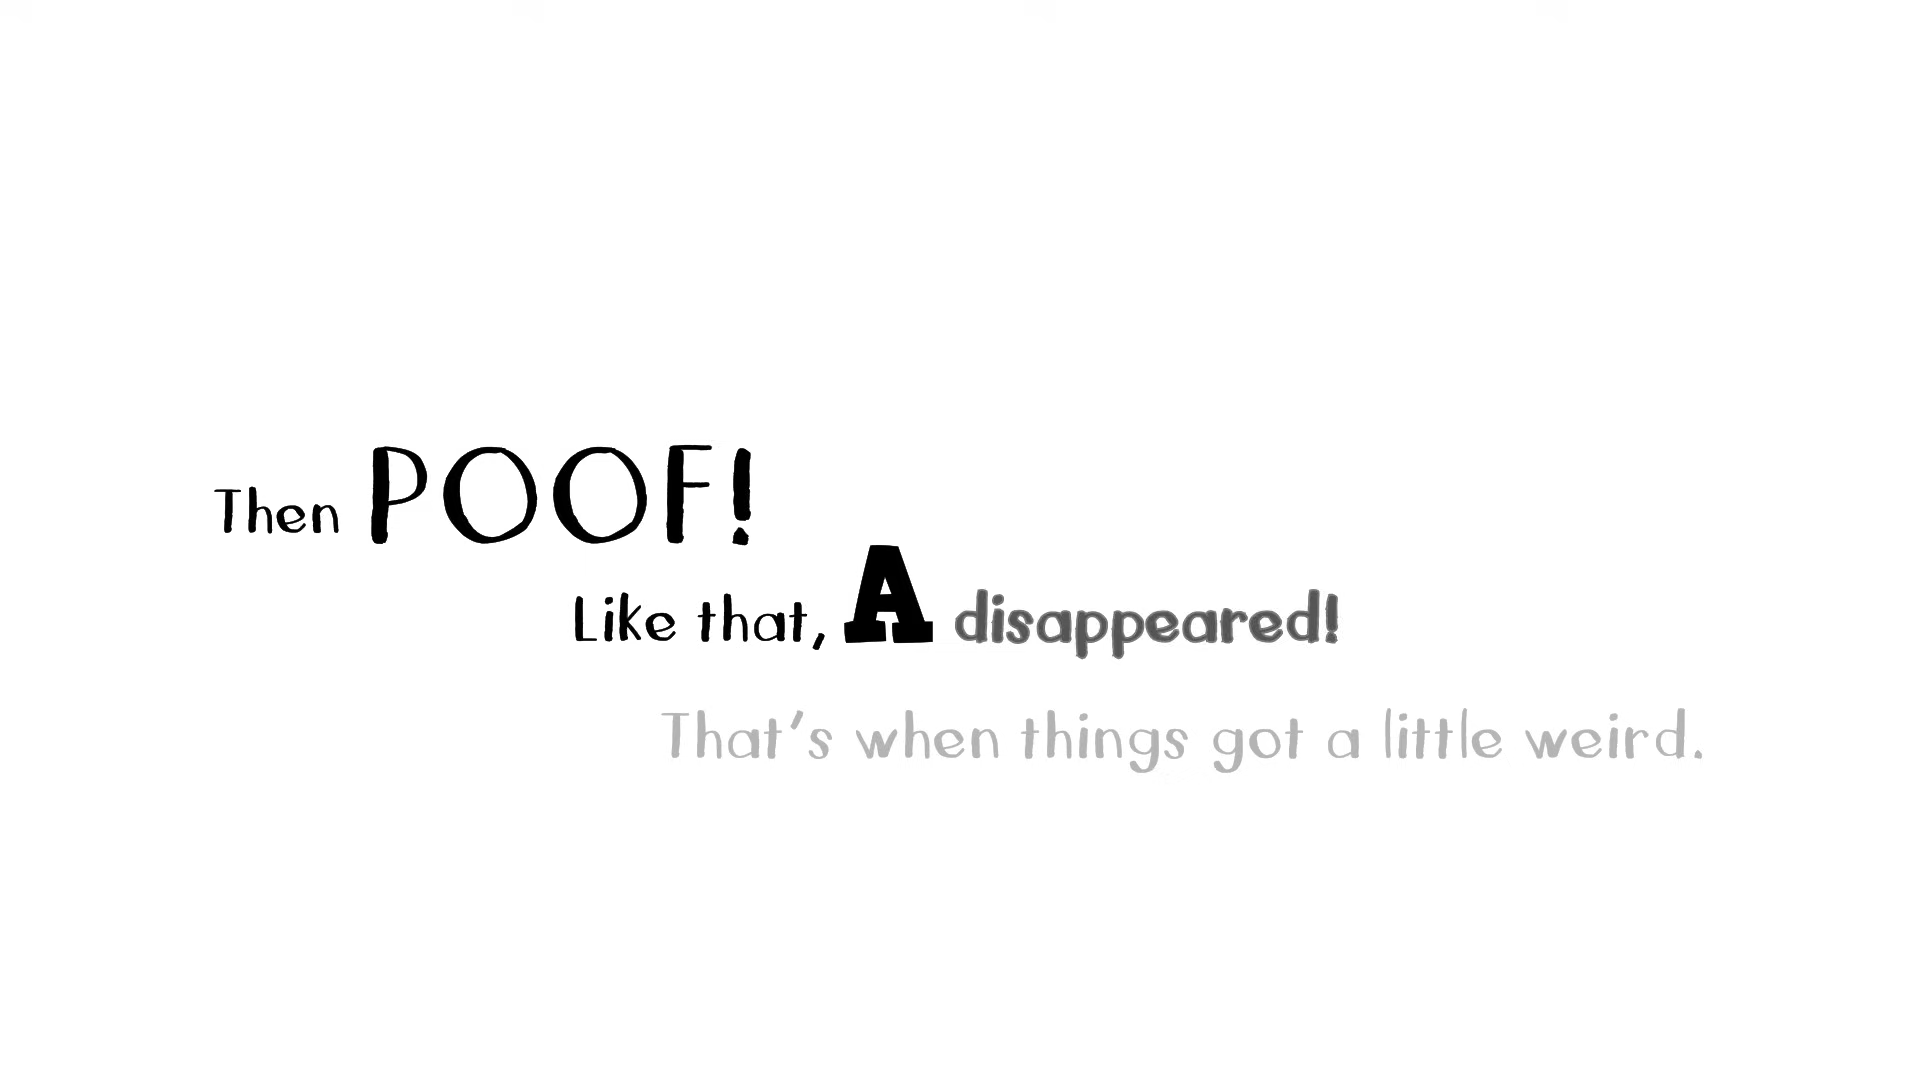 Then POOF!
Like that, A disappeared!
That's when things got a little weird.